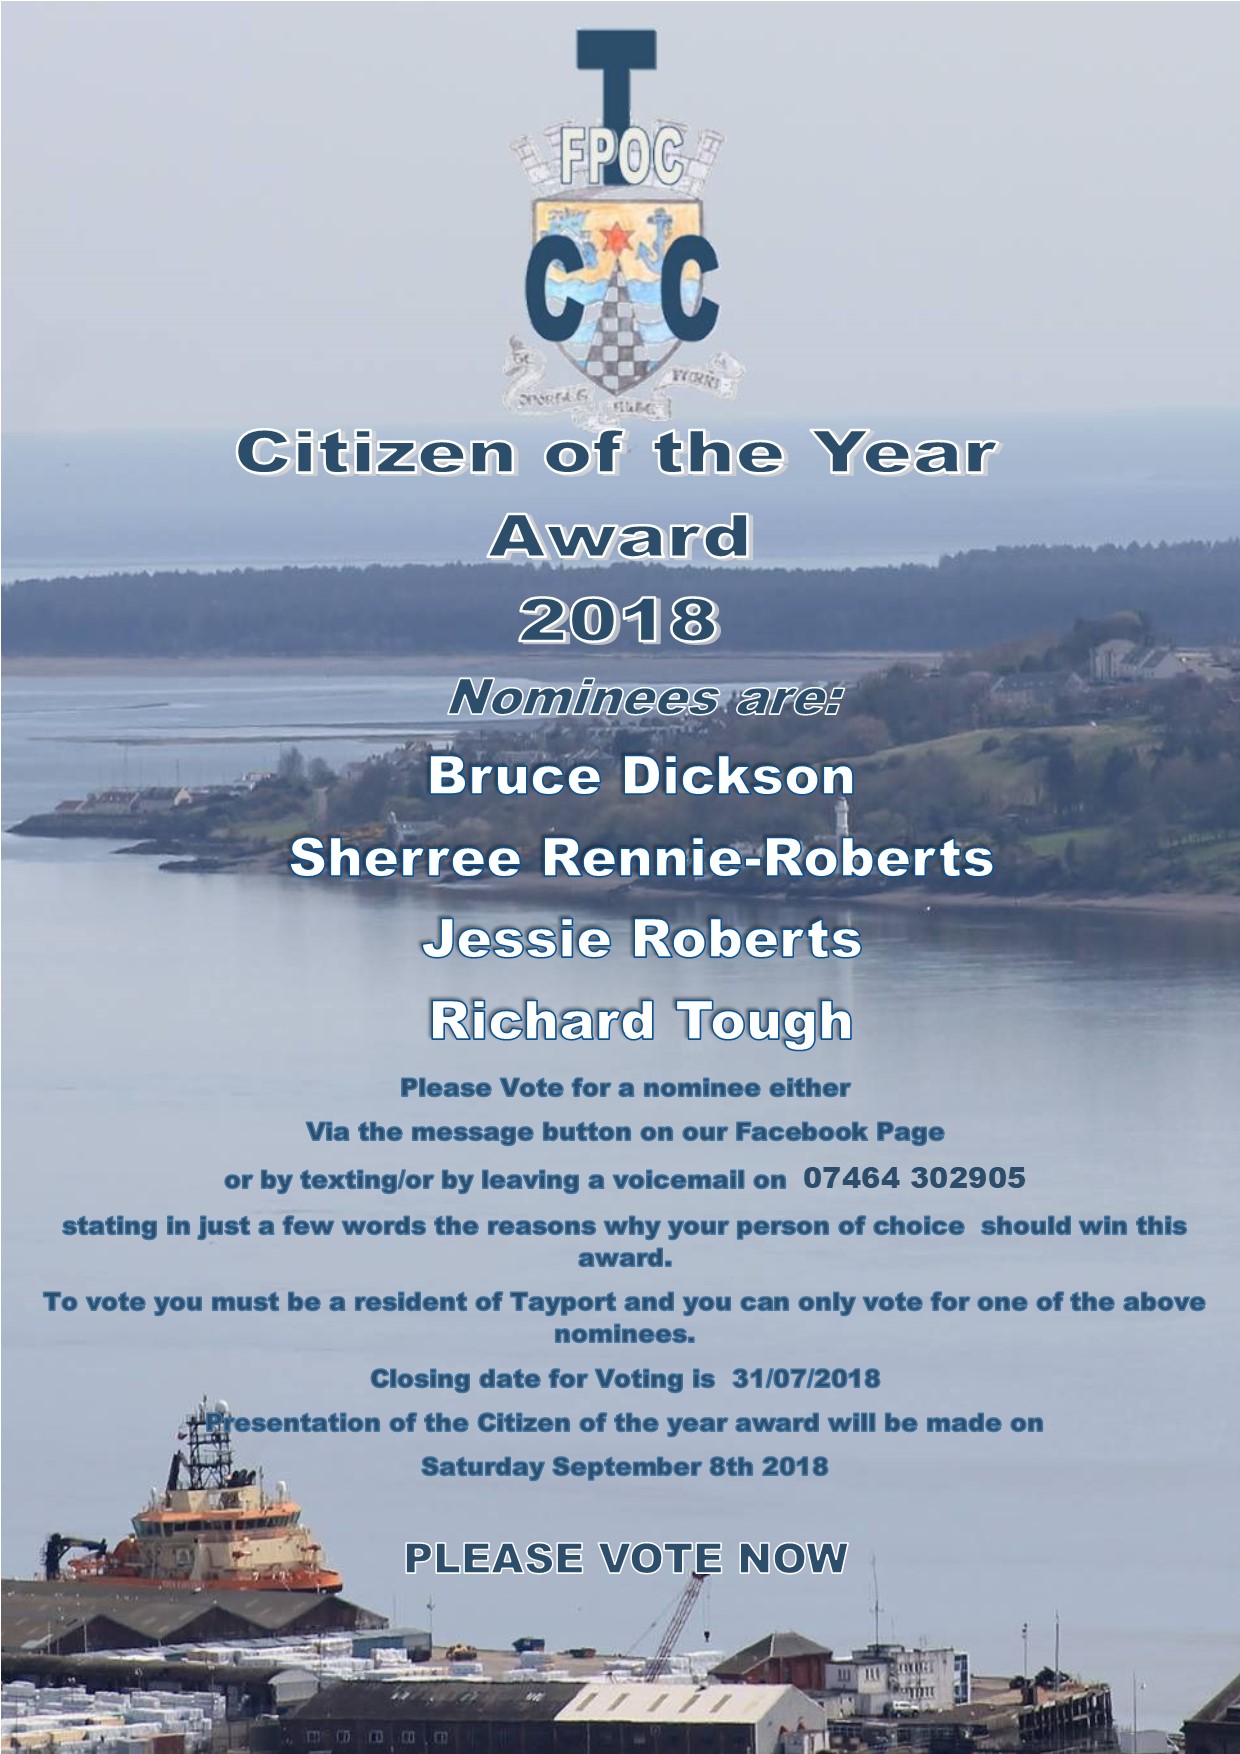 T
FPOC
C C
Citizen of the Year
Award
2018
Nominees are:
Bruce Dickson
Sherree Rennie-Roberts
Jessie Roberts
Richard Tough
Please Vote for a nominee either
Via the message button on our Facebook Page
or by texting/or by leaving a voicemail on 07464 302905
stating in just a few words the reasons why your person of choice should win this
award.
To vote you must be a resident of Tayport and you can only vote for one of the above
nominees.
Closing date for Voting is 31/07/2018
Presentation of the Citizen of the year award will be made on
Saturday September 8th 2018
PLEASE VOTE NOW